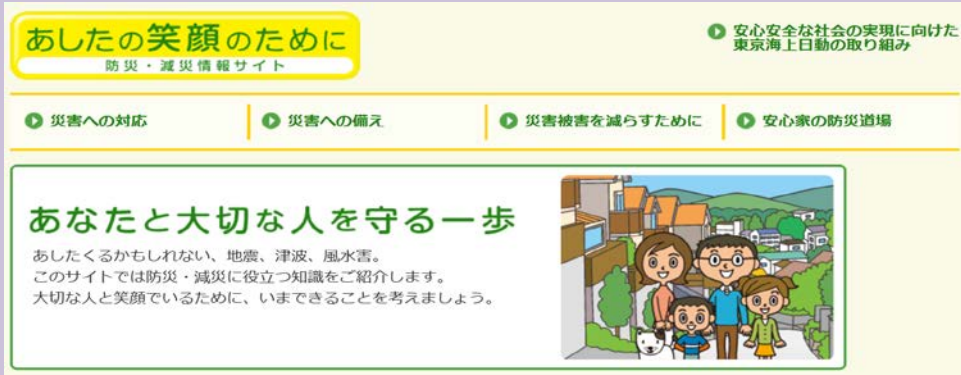 あしたの笑顔のために
防災・減災情報サイト
安心安全な社会の実現に向けた
東京海上日動の取り組み
災害への対応
災害への備え
災害被害を減らすために
安心家の防災道場
あなたと大切な人を守る一歩
あしたくるかもしれない、地震、津波、風水害。
このサイトでは防災・減災に役立つ知識をご紹介します。
大切な人と笑顔でいるために、いまできることを考えましょう。